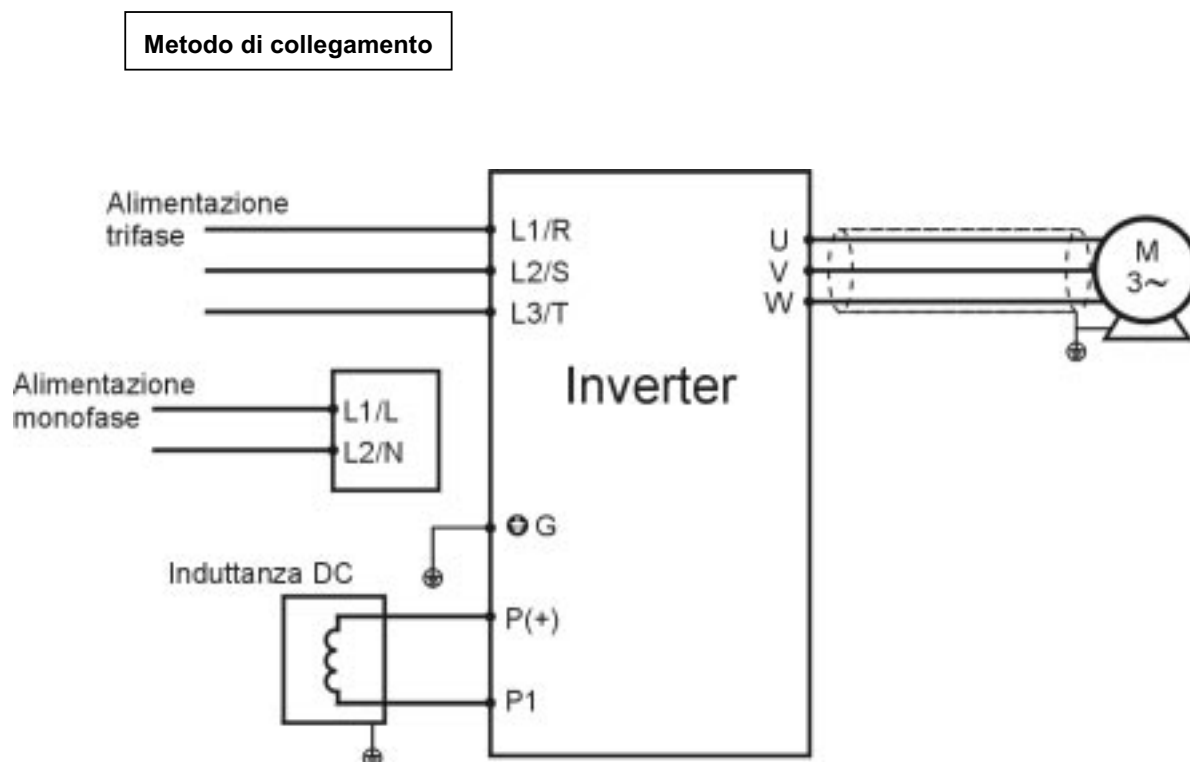 Metodo di collegamento
Alimentazione
trifase
L1/R
L2/S
L3/T
U
V
W
M
3~
Inverter
Alimentazione
monofase
L1/L
L2/N
G
Induttanza DC
P(+)
P1